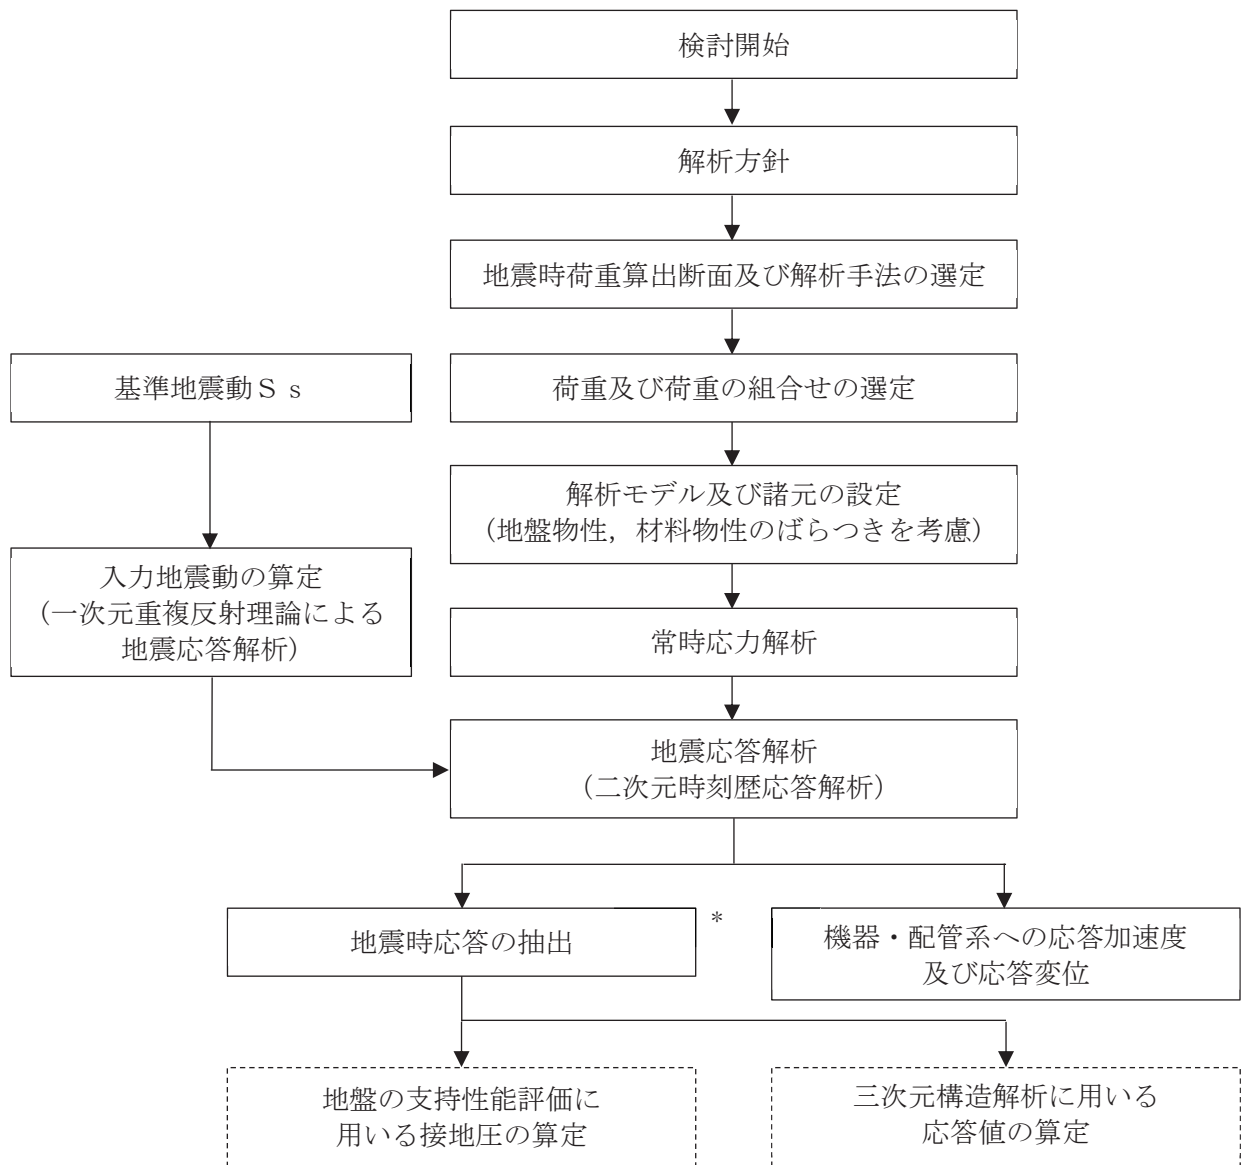 検討開始
解析方針
地震時荷重算出断面及び解析手法の選定
基準地震動Ｓｓ
荷重及び荷重の組合せの選定
解析モデル及び諸元の設定
（地盤物性，材料物性のばらつきを考慮）
入力地震動の算定
（一次元重複反射理論による
地震応答解析）
常時応力解析
地震応答解析
（二次元時刻歴応答解析）
地震時応答の抽出
*
機器・配管系への応答加速度
及び応答変位
地盤の支持性能評価に
用いる接地圧の算定
三次元構造解析に用いる
応答値の算定